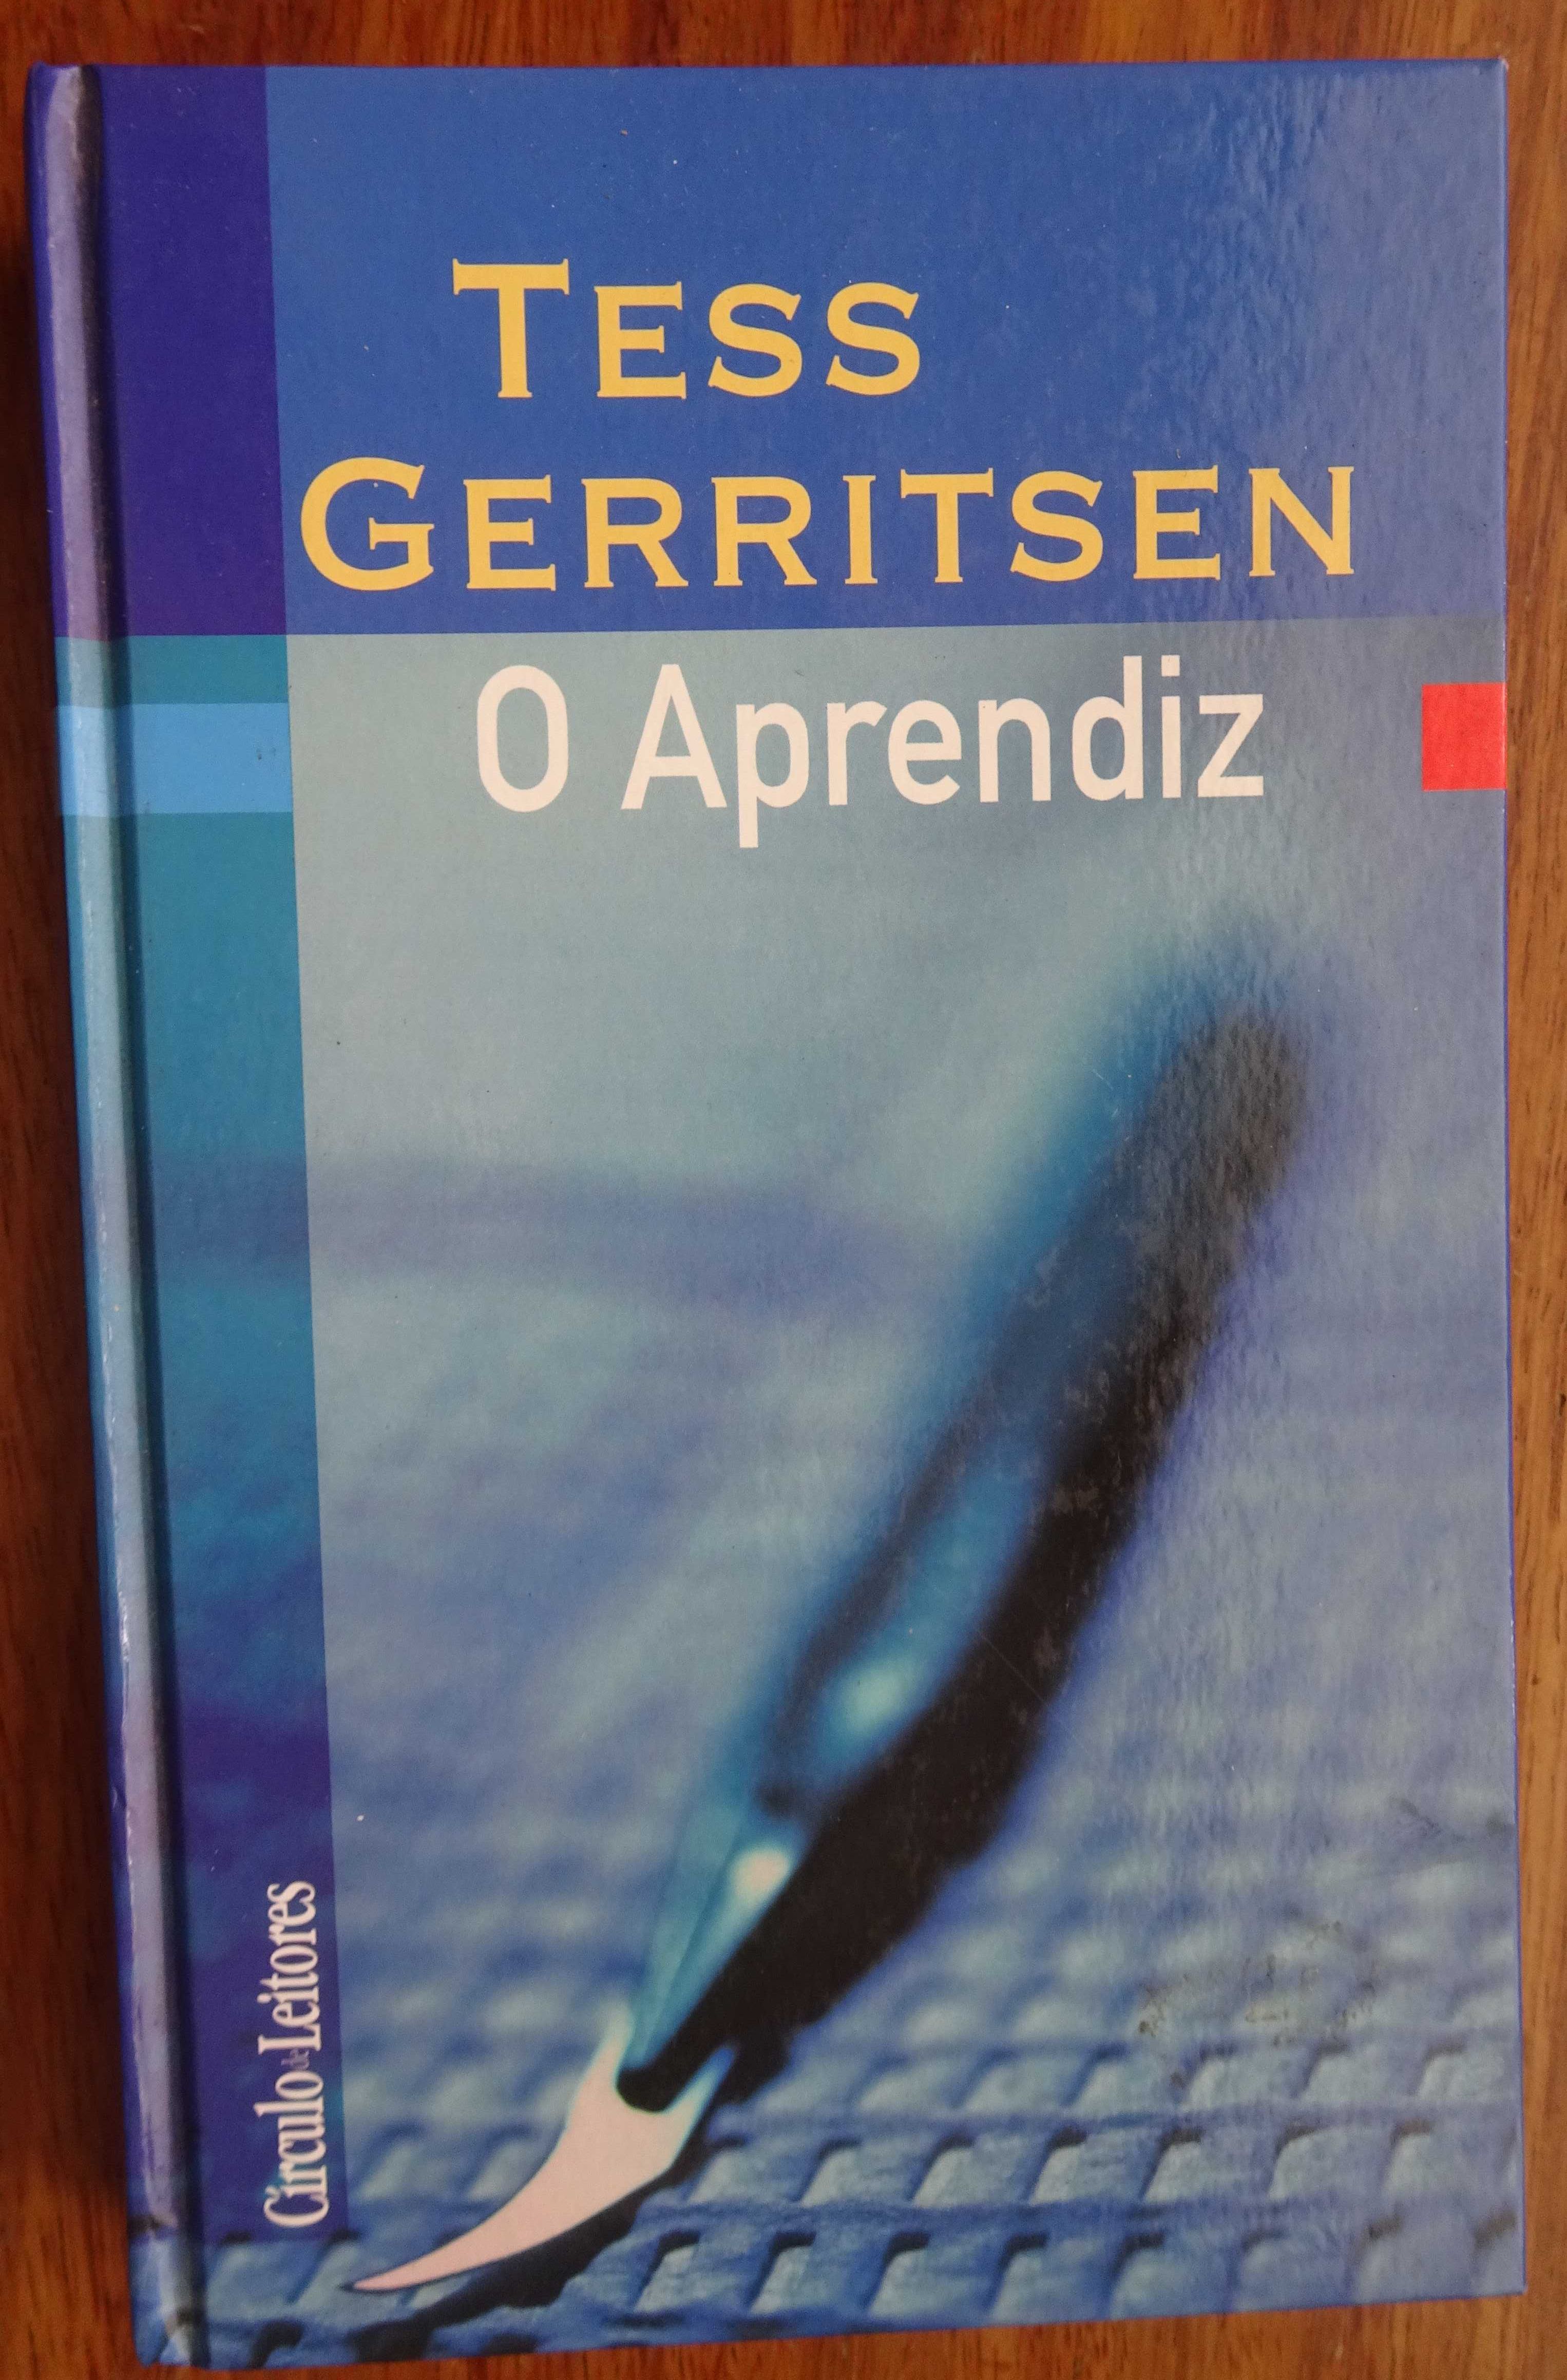 TESS
GERRITSEN
O Aprendiz
Círculo de Leitores